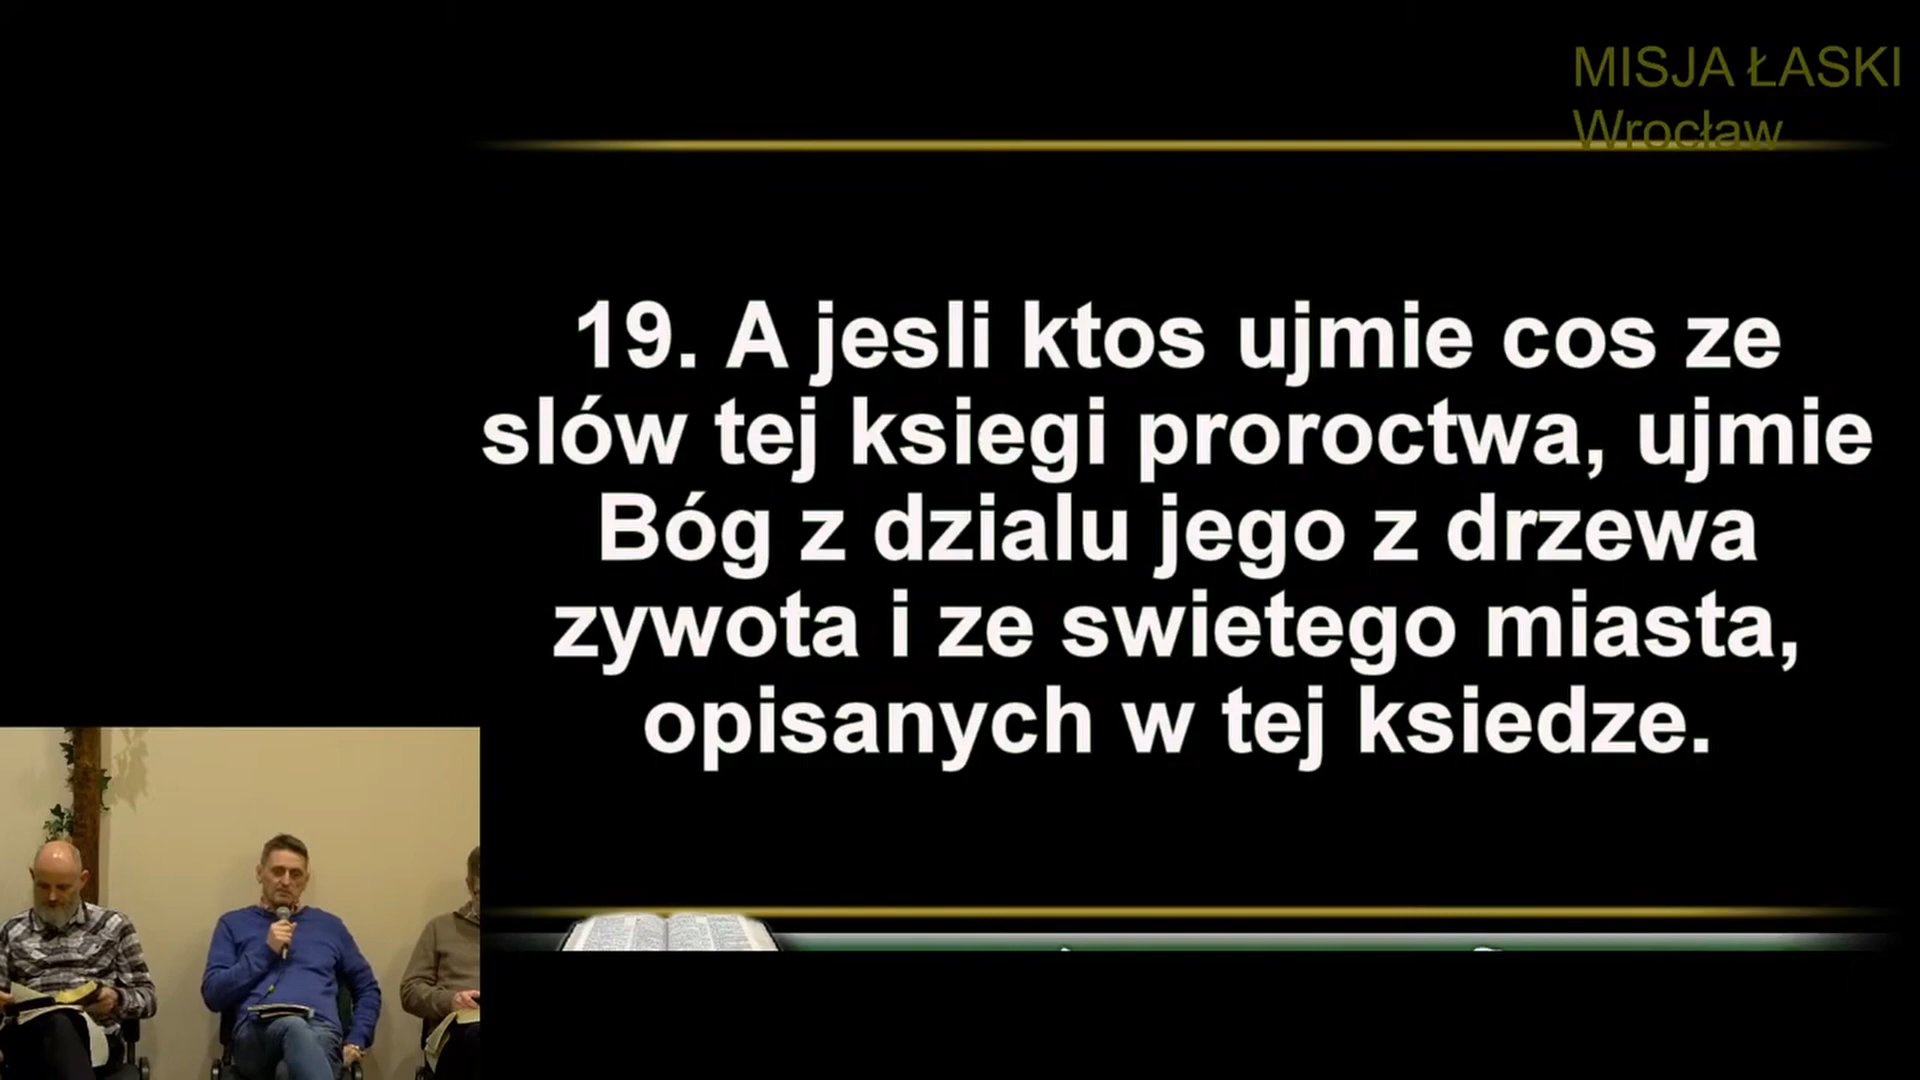 MISJA ŁASKI
Wrocław
19. A jesli ktos ujmie cos ze
slów tej ksiegi proroctwa, ujmie
Bóg z dzialu jego z drzewa
zywota i ze swietego miasta,
opisanych w tej ksiedze.